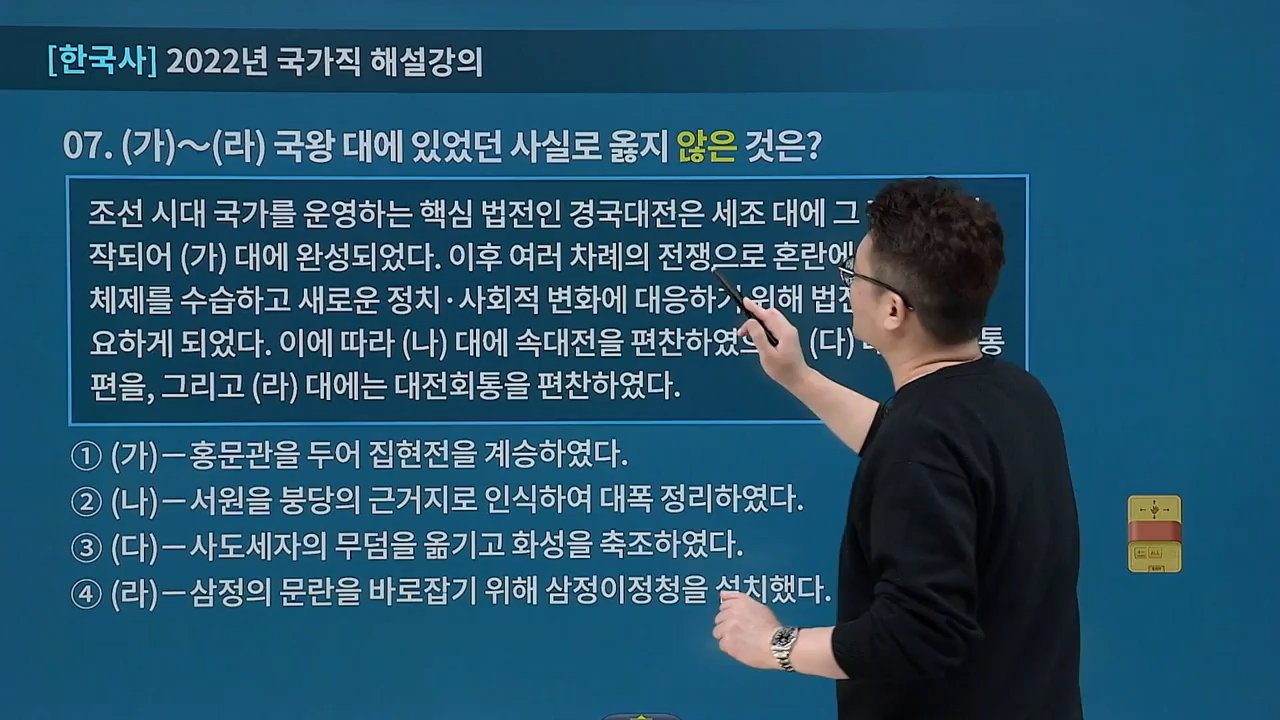 [한국사] 2022년 국가직 해설강의
07. (가)~(라) 국왕 대에 있었던 사실로 옳지 않은 것은?
조선 시대 국가를 운영하는 핵심 법전인 경국대전은 세조 대에 그
작되어 (가) 대에 완성되었다. 이후 여러 차례의 전쟁으로 혼란에
체제를 수습하고 새로운 정치·사회적 변화에 대응하기 위해
요하게 되었다. 이에 따라 (나) 대에 속대전을 (다) 통
편을, 그리고 (라) 대에는 대전회통을 편찬하였다.
① (가)－홍문관을 두어 집현전을 계승하였다.
② (나)－서원을 붕당의 근거지로 인식하여 대폭 정리하였다.
③ (다)－사도세자의 무덤을 옮기고 화성을 축조하였다.
④ (라)－삼정의 문란을 바로잡기 위해 삼정이정청을 설치했다.
ALL